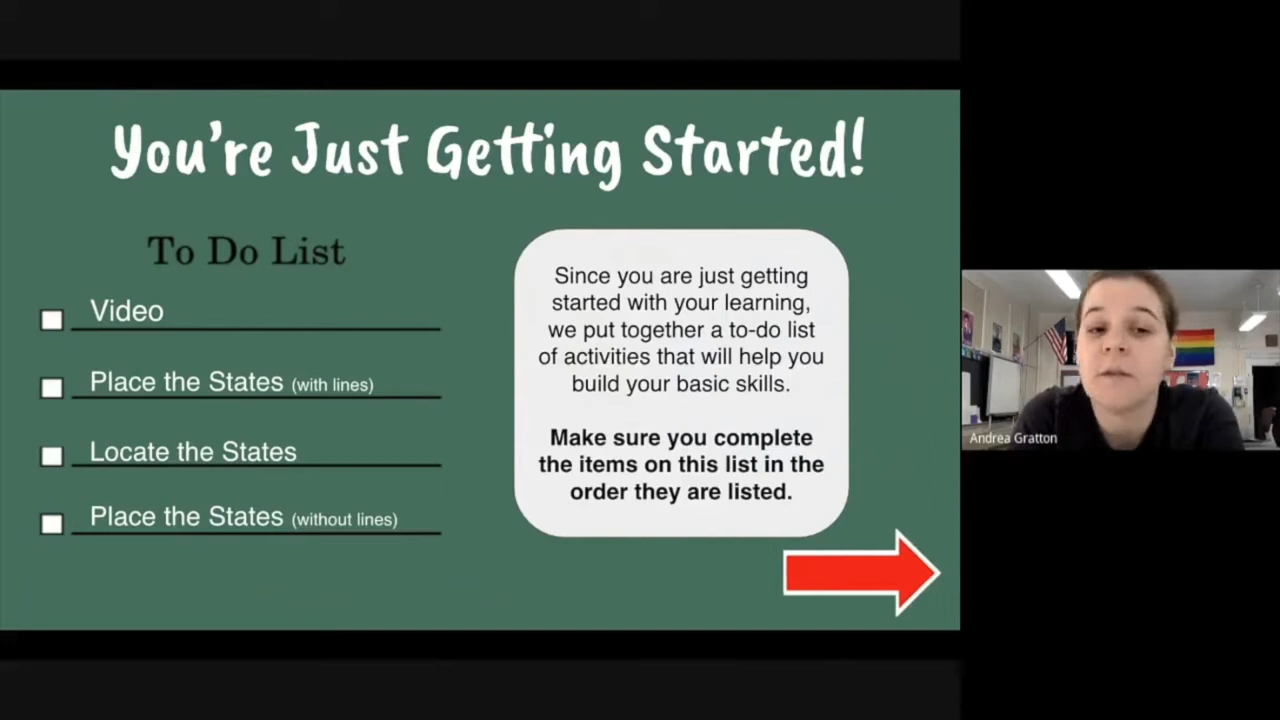 You're Just Getting Started!
To Do List
Video
Place the States (with lines)
Locate the States
Place the States (without lines)
Since you are just getting
started with your learning,
we put together a to-do list
of activities that will help you
build your basic skills.
Make sure you complete
the items on this list in the
order they are listed.
Andrea Gratton